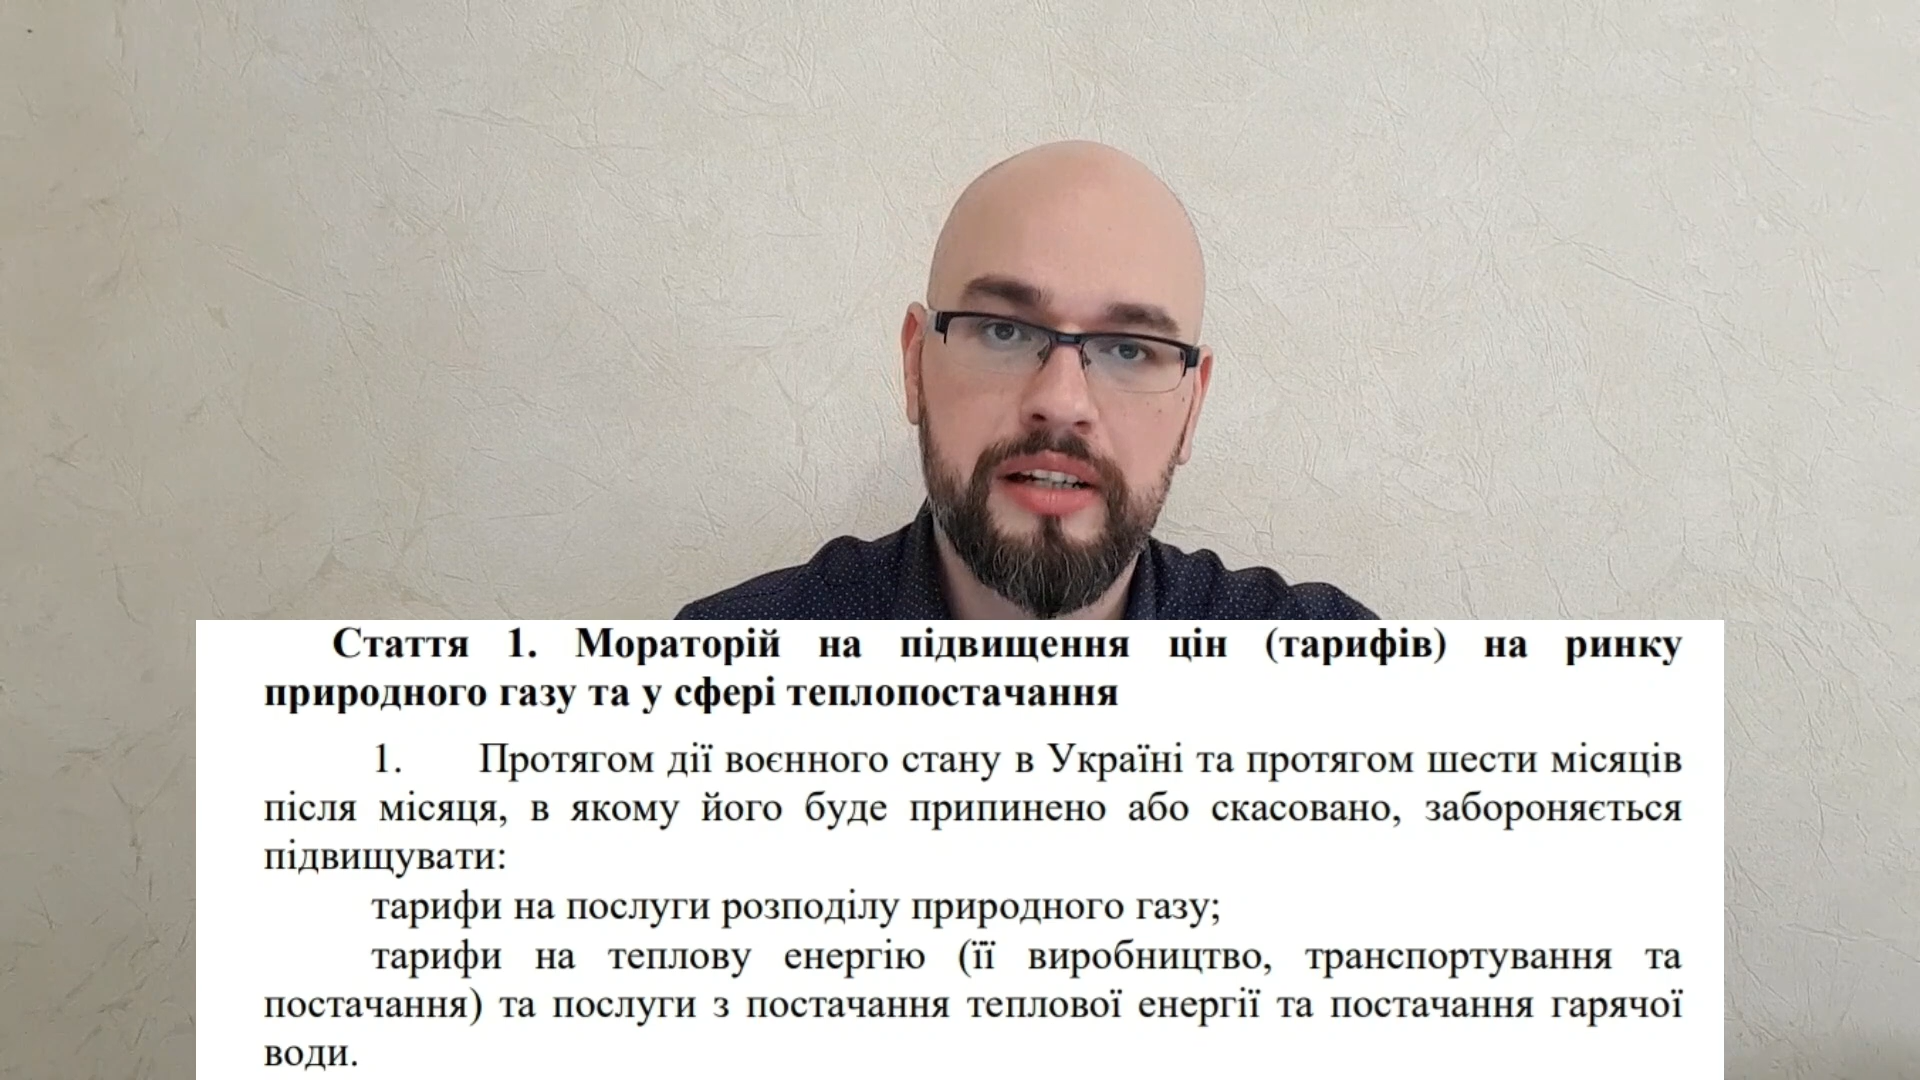 Стаття 1. Мораторій на підвищення цін (тарифів) на ринку
природного газу та у сфері теплопостачання
1. Протягом дії воєнного стану в Україні та протягом шести місяців
після місяця, в якому його буде припинено або скасовано, забороняється
підвищувати:
тарифи на послуги розподілу природного газу;
тарифи на теплову енергію (її виробництво, транспортування та
постачання) та послуги з постачання теплової енергії та постачання гарячої
води.